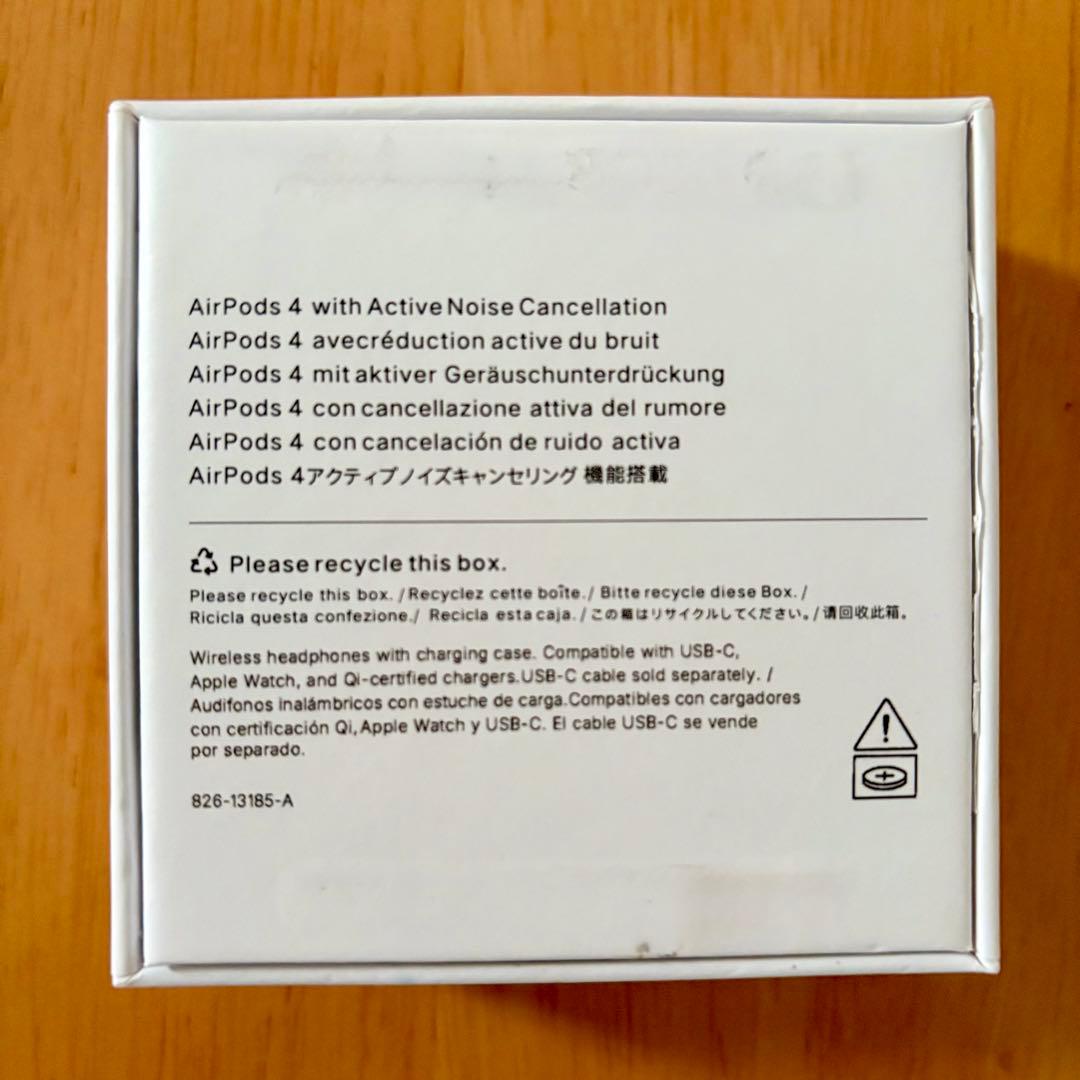 AirPods 4 with Active Noise Cancellation
AirPods 4 avecréduction active du bruit
AirPods 4 mit aktiver Geräuschunterdrückung
AirPods 4 con cancellazione attiva del rumore
AirPods 4 con cancelación de ruido activa
AirPods 4アクティブノイズキャンセリング 機能搭載
Please recycle this box.
Please recycle this box. / Recyclez cette boîte. / Bitte recycle diese Box. /
Ricicla questa confezione. / Recicla esta caja. / この箱はリサイクルしてください。/ 请回收此箱。
Wireless headphones with charging case. Compatible with USB-C,
Apple Watch, and Qi-certified chargers.USB-C cable sold separately. /
Audifonos inalámbricos con estuche de carga.Compatibles con cargadores
con certificación Qi, Apple Watch y USB-C. El cable USB-C se vende
por separado.
826-13185-A